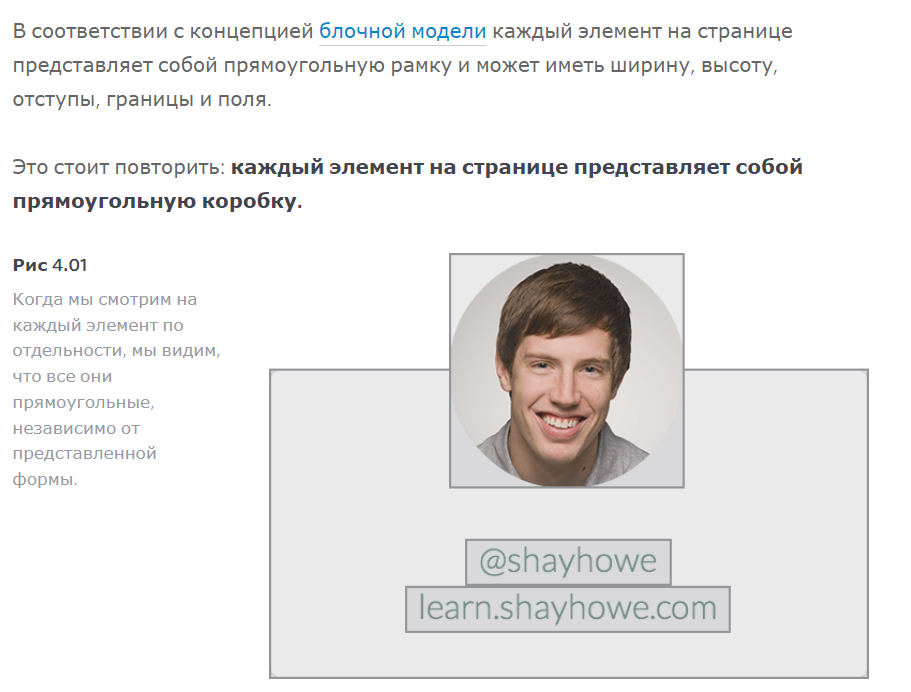 В соответствии с концепцией блочной модели каждый элемент на странице
представляет собой прямоугольную рамку и может иметь ширину, высоту,
отступы, границы и поля.
Это стоит повторить: каждый элемент на странице представляет собой
прямоугольную коробку.
Рис 4.01
Когда мы смотрим на
каждый элемент по
отдельности, мы видим,
что все они
прямоугольные,
независимо от
представленной
формы.
@shayhowe
learn.shayhowe.com